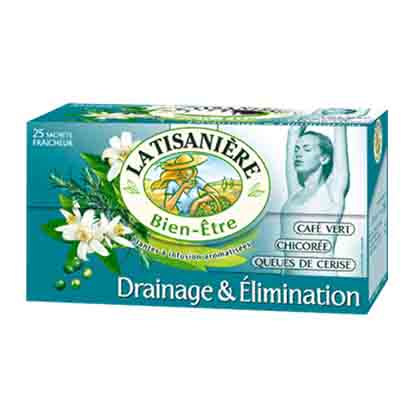 25 SACHETS
FRAÎCHEUR
LA TISANIÈRE
Bien-Être
Plantes à infusion aromatisées
CAFÉ VERT
CHICORÉE
QUEUES DE CERISE
Drainage & Élimination